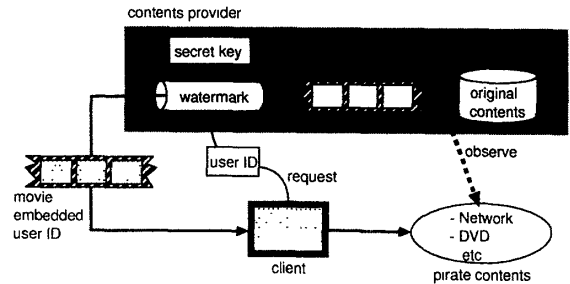 contents provider
secret key
watermark
original
contents
user ID
observe
request
movie
embedded
user ID
- Network
- DVD
etc
client
pirate contents